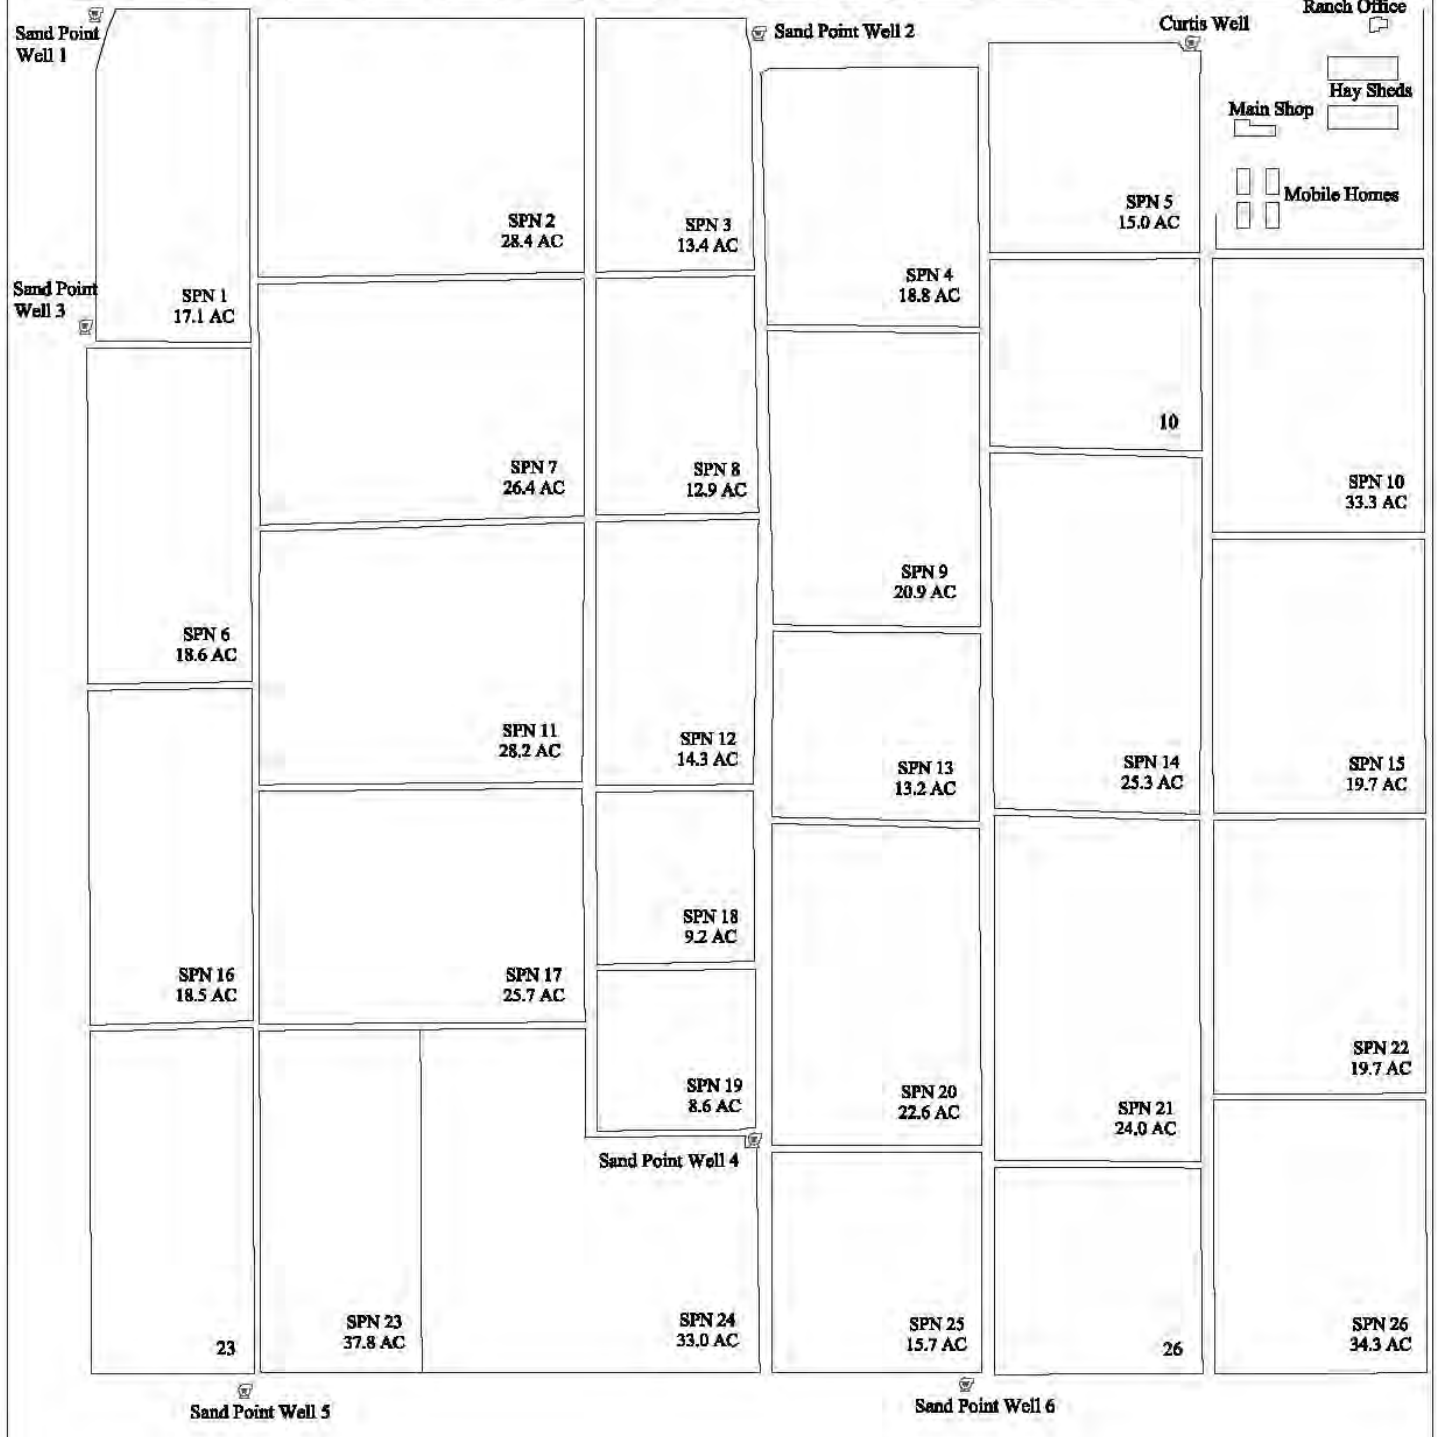 Sand Point
Well 1
Sand Point Well 2
Curtis Well
Ranch Office
Hay Sheds
Main Shop
Mobile Homes
SPN 2
28.4 AC
SPN 3
13.4 AC
SPN 5
15.0 AC
Sand Point
Well 3
SPN 1
17.1 AC
SPN 4
18.8 AC
10
SPN 7
26.4 AC
SPN 8
12.9 AC
SPN 10
33.3 AC
SPN 9
20.9 AC
SPN 6
18.6 AC
SPN 11
28.2 AC
SPN 12
14.3 AC
SPN 13
13.2 AC
SPN 14
25.3 AC
SPN 15
19.7 AC
SPN 18
9.2 AC
SPN 16
18.5 AC
SPN 17
25.7 AC
SPN 19
8.6 AC
SPN 20
22.6 AC
SPN 21
24.0 AC
SPN 22
19.7 AC
Sand Point Well 4
23
SPN 23
37.8 AC
SPN 24
33.0 AC
SPN 25
15.7 AC
26
SPN 26
34.3 AC
Sand Point Well 5
Sand Point Well 6